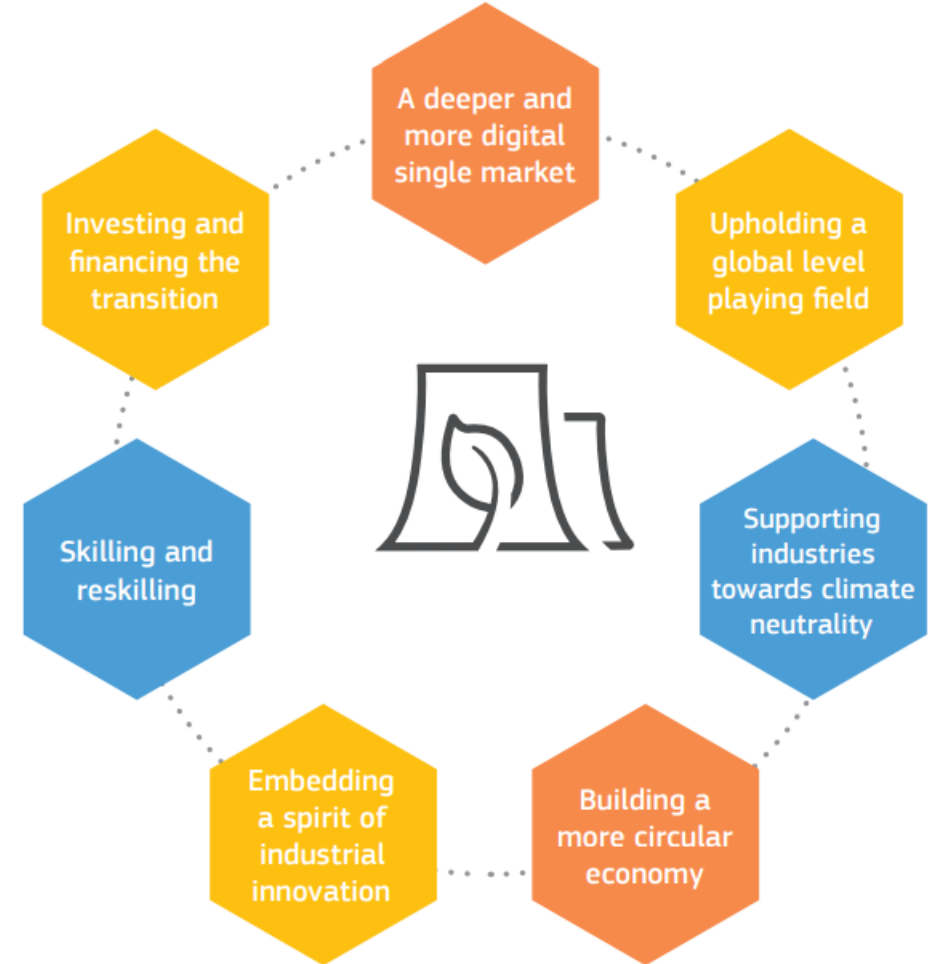 A deeper and
more digital
single market
Upholding a
global level
playing field
Supporting
industries
towards climate
neutrality
Building a
more circular
economy
Embedding
a spirit of
industrial
innovation
Skilling and
reskilling
Investing and
financing the
transition